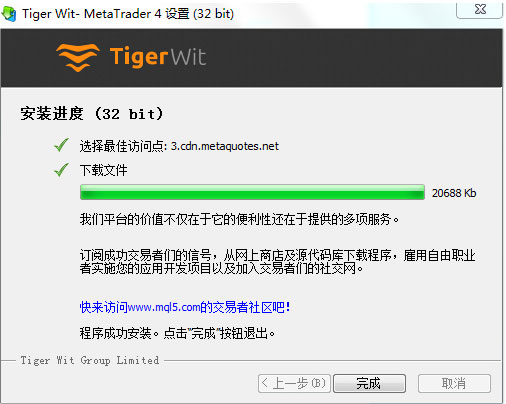 Tiger Wit- MetaTrader 4 设置 (32 bit)
TigerWit
安装进度 (32 bit)
选择最佳访问点: 3.cdn.metaquotes.net
下载文件
20688 Kb
我们平台的价值不仅在于它的便利性还在于提供的多项服务。
订阅成功交易者们的信号，从网上商店及源代码库下载程序，雇用自由职业
者实施您的应用开发项目以及加入交易者们的社交网。
快来访问www.mql5.com的交易者社区吧!
程序成功安装。点击"完成"按钮退出。
Tiger Wit Group Limited
< 上一步(B)
完成
取消